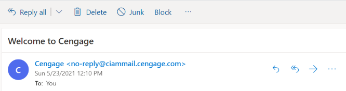 Reply all Delete Junk Block ...
Welcome to Cengage
C Cengage <no-reply@ciammail.cengage.com>
Sun 5/23/2021 12:10 PM
To: You